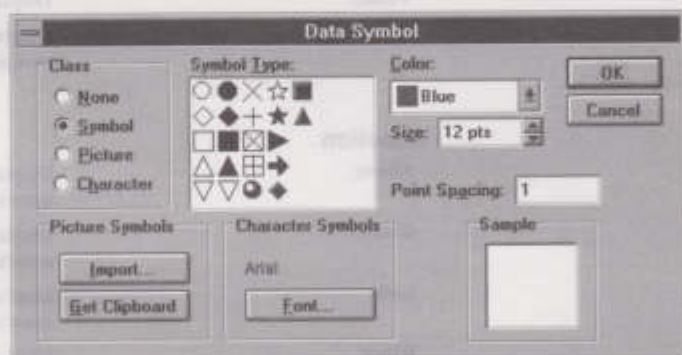 Data Symbol
Class
None
Symbol
Picture
Character
Symbol Type:
Color:
Blue
Size: 12 pts
Point Spacing: 1
OK
Cancel
Picture Symbols
Import...
Get Clipboard
Character Symbols
Arial
Font...
Sample